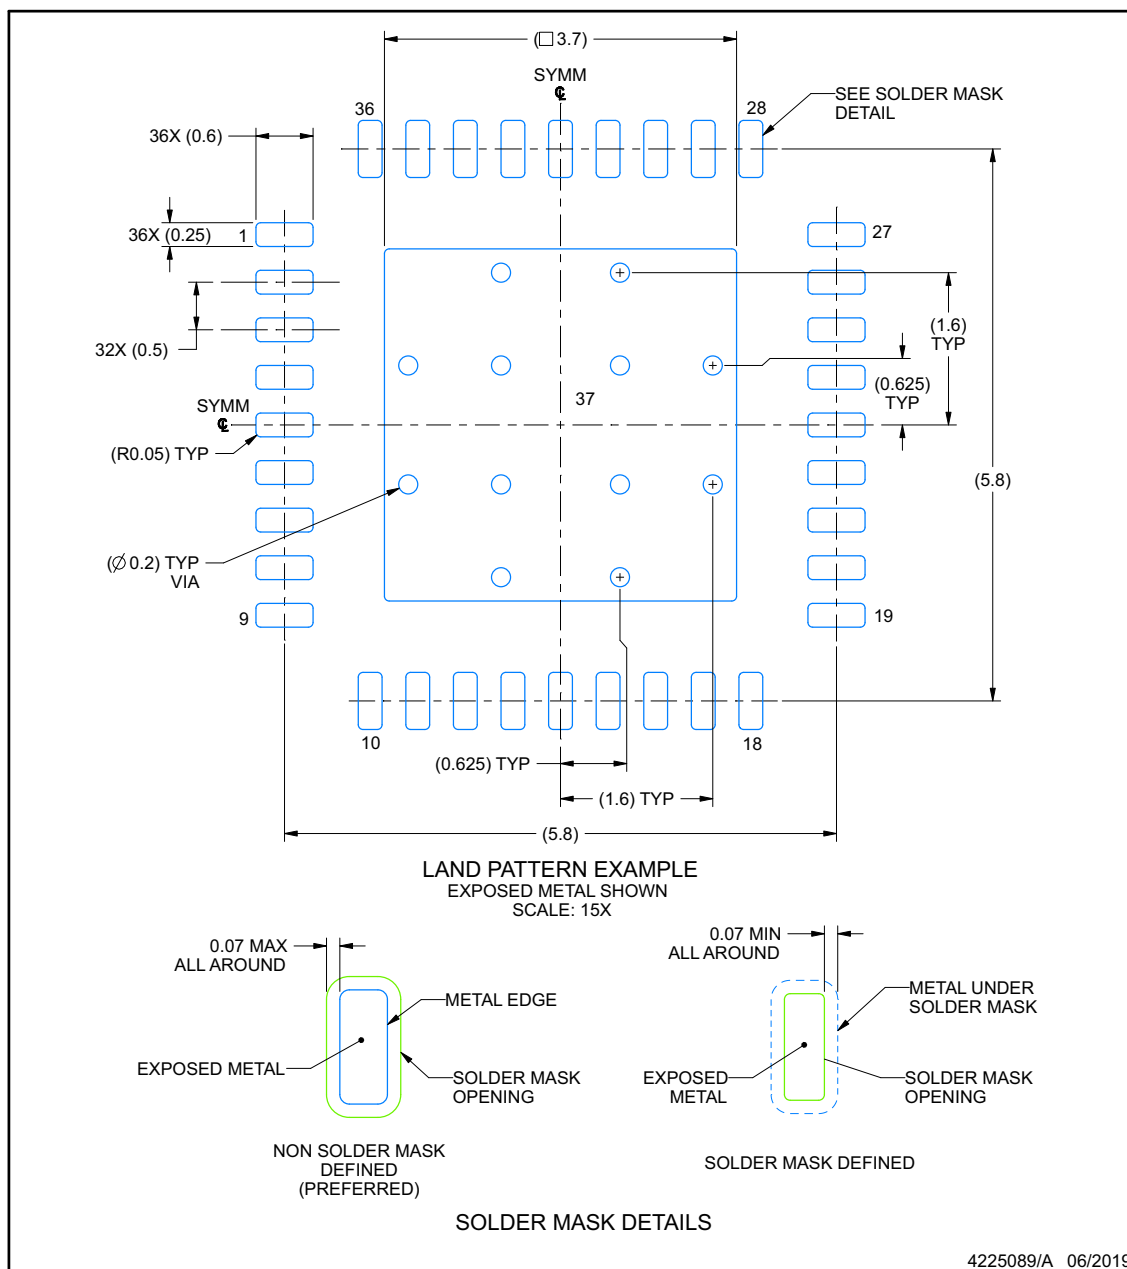 (□ 3.7)
SYMM
℄
36
28
SEE SOLDER MASK
DETAIL
36X (0.6)
36X (0.25)
1
27
32X (0.5)
(1.6)
TYP
(0.625)
TYP
37
SYMM
℄
(R0.05) TYP
(5.8)
(∅ 0.2) TYP
VIA
9
19
10
18
(0.625) TYP
(1.6) TYP
(5.8)
LAND PATTERN EXAMPLE
EXPOSED METAL SHOWN
SCALE: 15X
0.07 MAX
ALL AROUND
METAL EDGE
EXPOSED METAL
SOLDER MASK
OPENING
NON SOLDER MASK
DEFINED
(PREFERRED)
0.07 MIN
ALL AROUND
METAL UNDER
SOLDER MASK
EXPOSED
METAL
SOLDER MASK
OPENING
SOLDER MASK DEFINED
SOLDER MASK DETAILS
4225089/A 06/2019